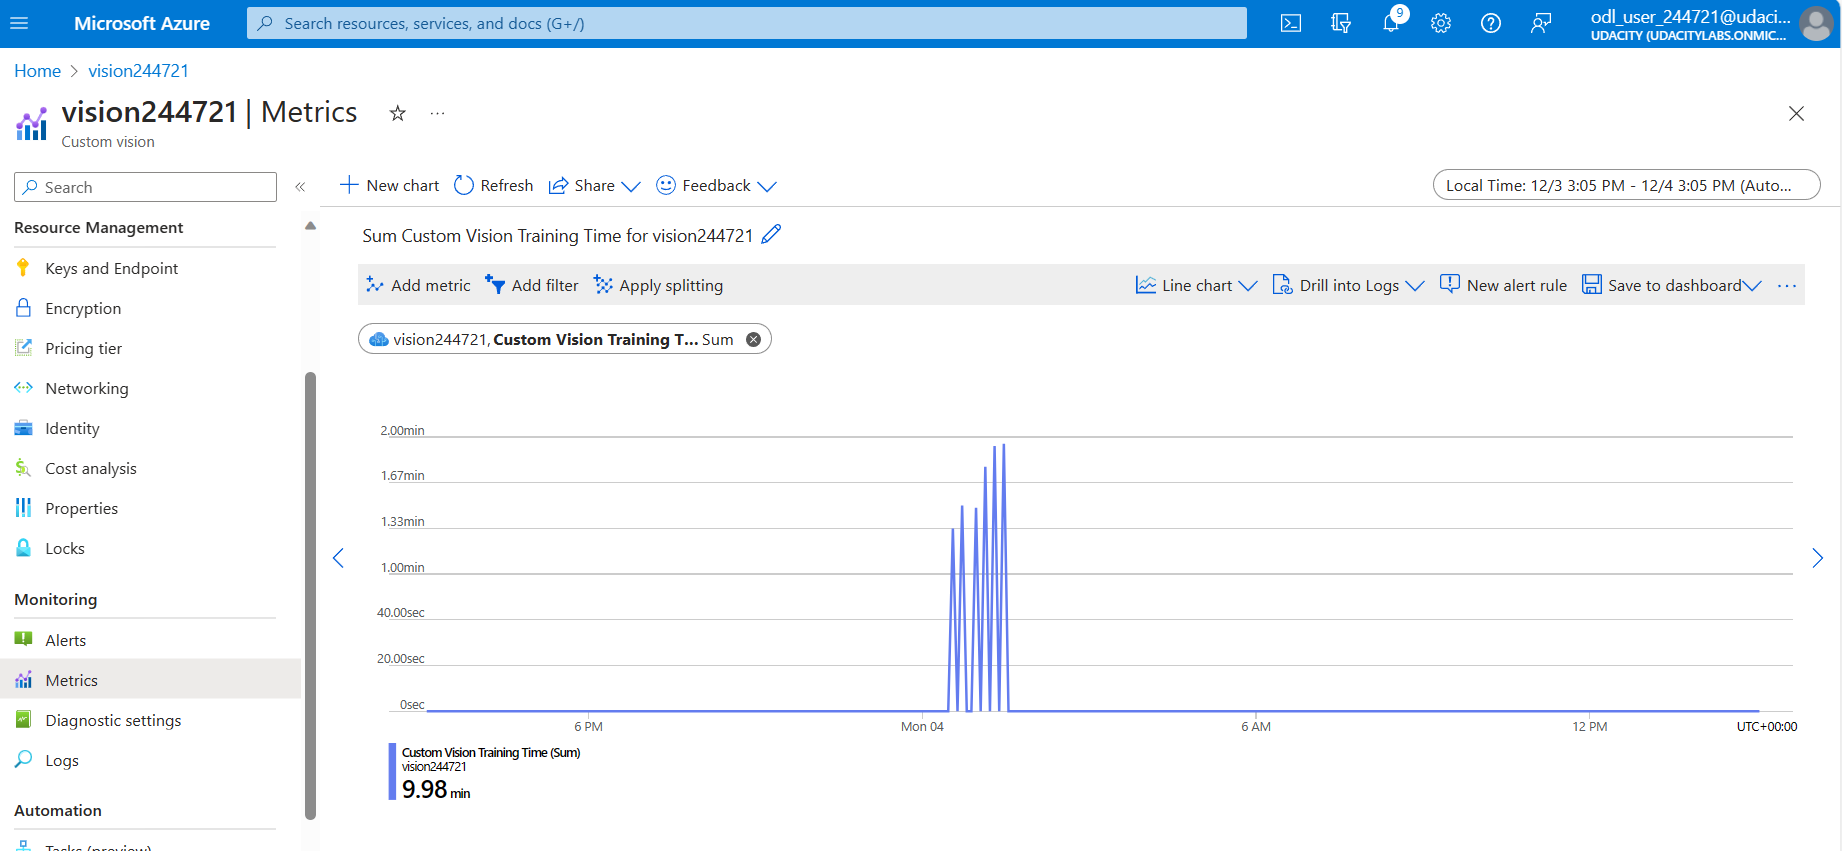 Microsoft Azure
Search resources, services, and docs (G+/)
9
odl_user_244721@udaci...
UDACITY (UDACITYLABS.ONMIC...
Home > vision244721
vision244721 | Metrics
Custom vision
Search
New chart Refresh Share Feedback
Local Time: 12/3 3:05 PM - 12/4 3:05 PM (Auto...
Resource Management
Keys and Endpoint
Encryption
Pricing tier
Networking
Identity
Cost analysis
Properties
Locks
Monitoring
Alerts
Metrics
Diagnostic settings
Logs
Automation
Tasks (preview)
Sum Custom Vision Training Time for vision244721
Add metric Add filter Apply splitting
Line chart Drill into Logs New alert rule Save to dashboard
vision244721, Custom Vision Training T... Sum
2.00min
1.67min
1.33min
1.00min
40.00sec
20.00sec
0sec
6 PM Mon 04 6 AM 12 PM UTC+00:00
Custom Vision Training Time (Sum)
vision244721
9.98 min